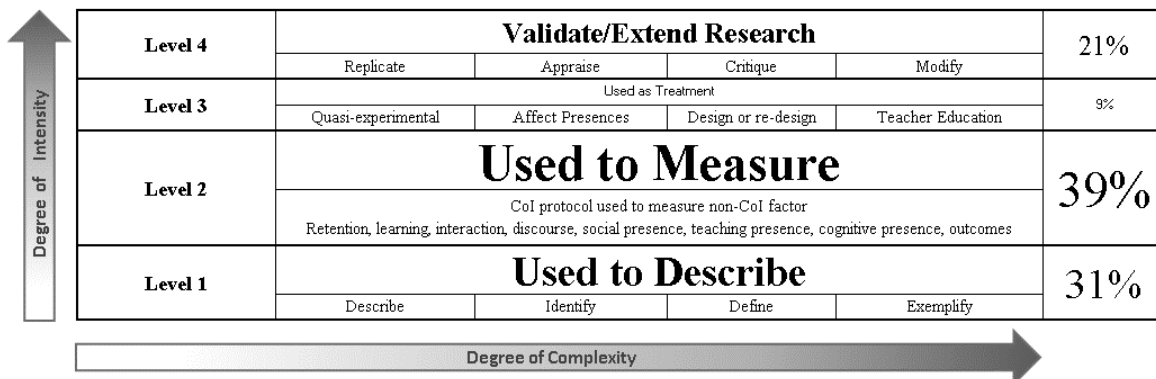 Degree of Intensity
Level 4
Validate/Extend Research
21%
Replicate
Appraise
Critique
Modify
Level 3
Used as Treatment
9%
Quasi-experimental
Affect Presences
Design or re-design
Teacher Education
Level 2
Used to Measure
39%
CoI protocol used to measure non-CoI factor
Retention, learning, interaction, discourse, social presence, teaching presence, cognitive presence, outcomes
Level 1
Used to Describe
31%
Describe
Identify
Define
Exemplify
Degree of Complexity